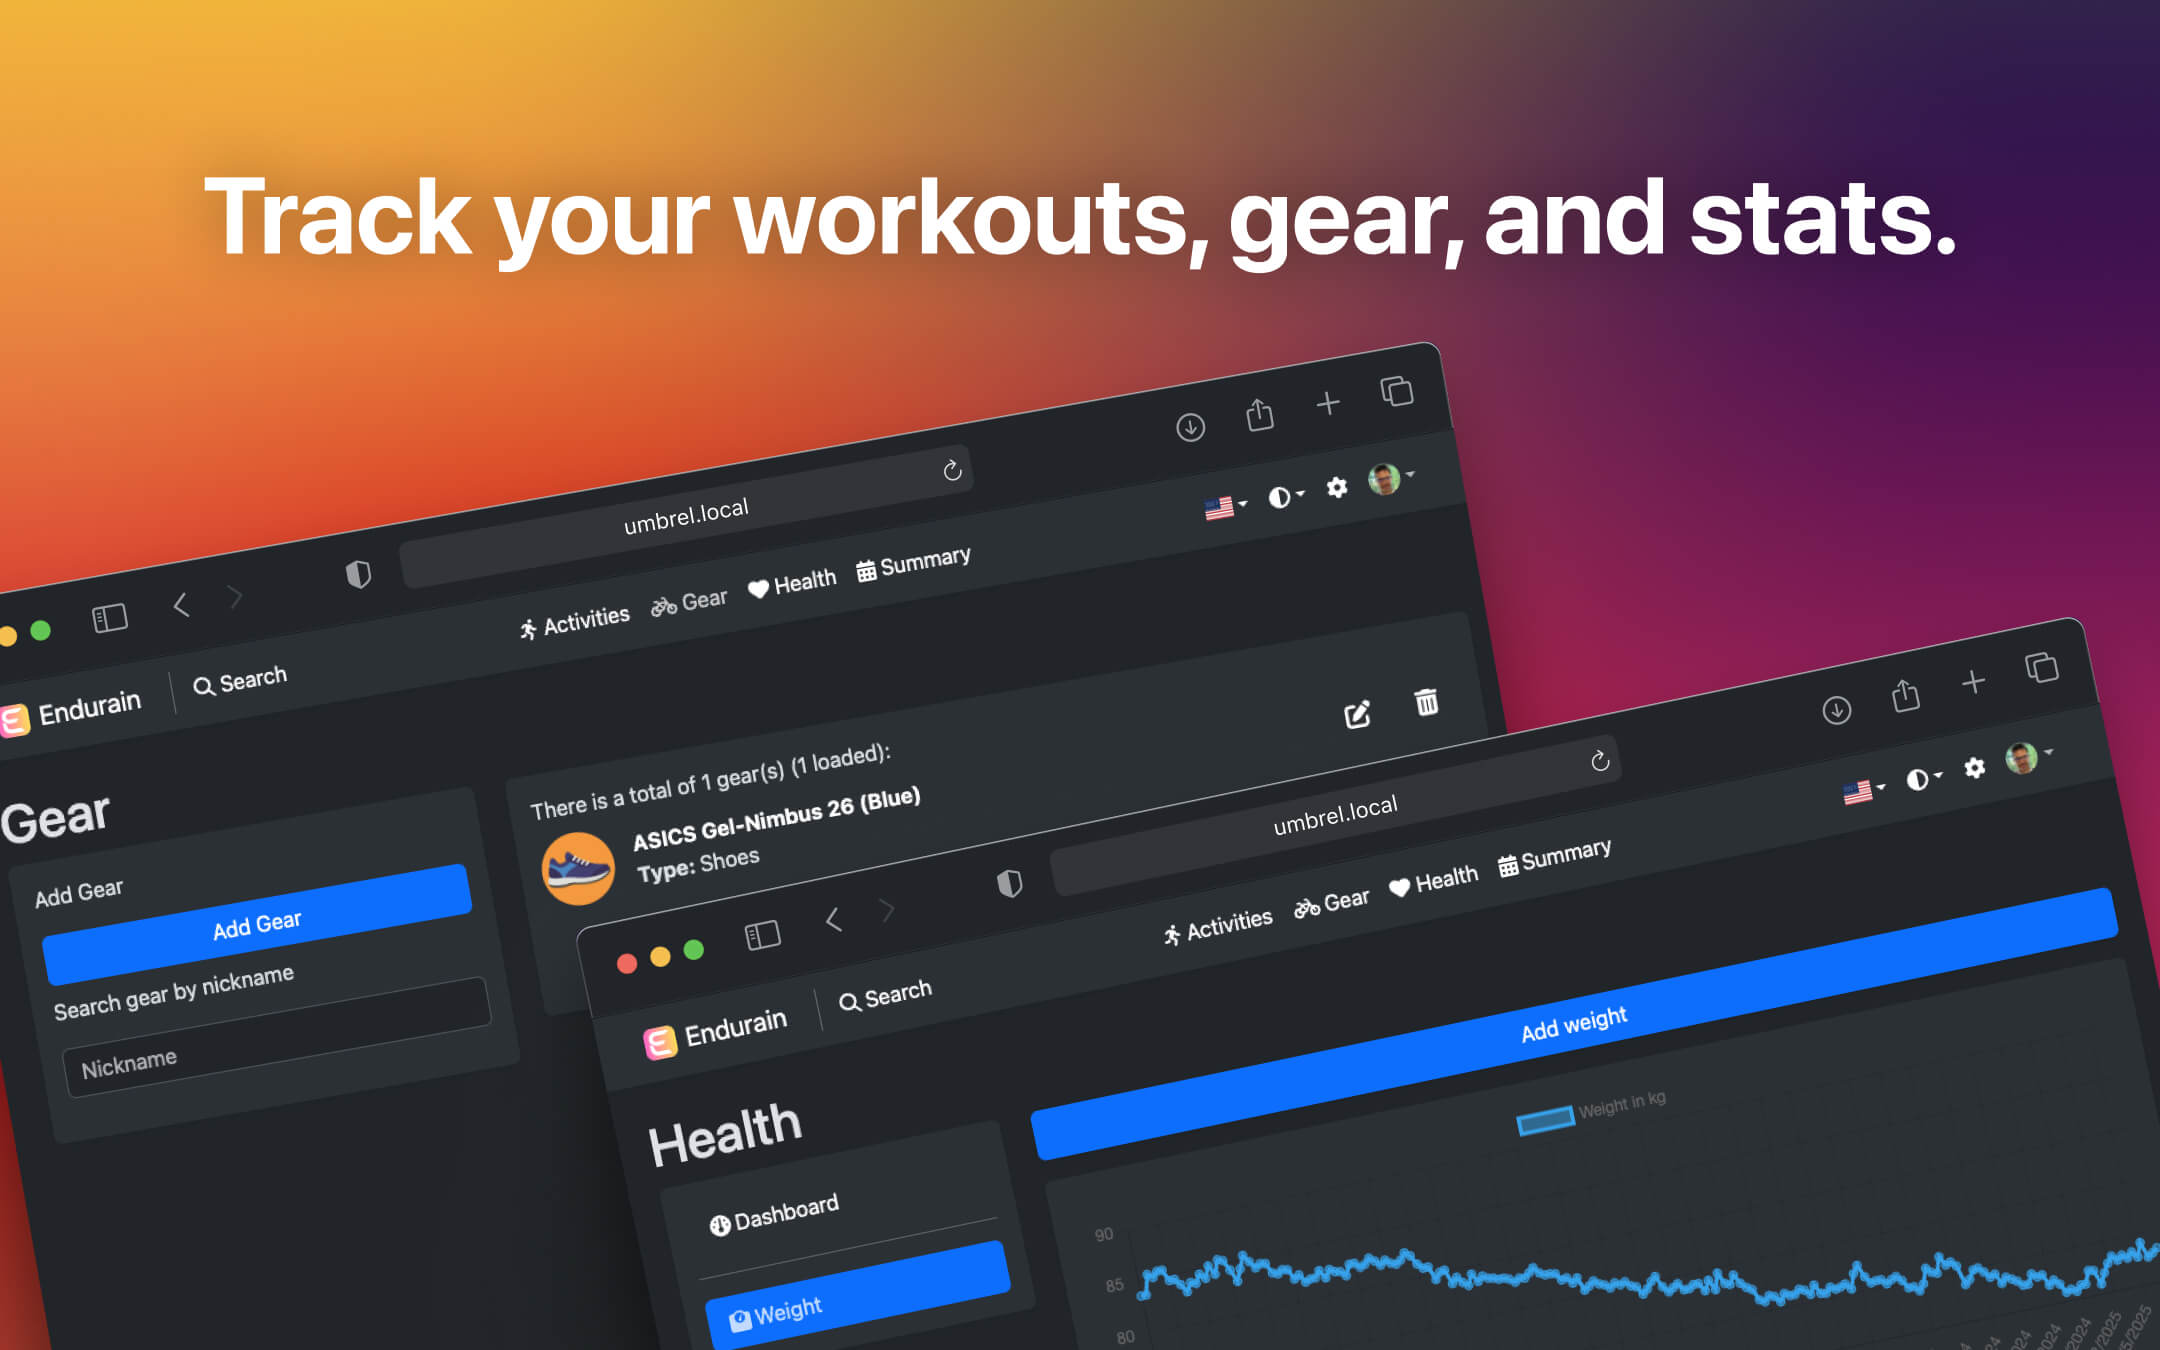 Track your workouts, gear, and stats.
umbrel.local
Endurain
Search
Activities
Gear
Health
Summary
Gear
Add Gear
Add Gear
Search gear by nickname
Nickname
There is a total of 1 gear(s) (1 loaded):
ASICS Gel-Nimbus 26 (Blue)
Type: Shoes
umbrel.local
Endurain
Search
Activities
Gear
Health
Summary
Health
Dashboard
Weight
Add weight
Weight in kg
90
85
80